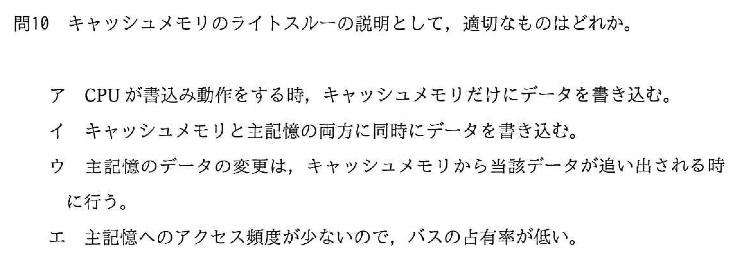 問10 キャッシュメモリのライトスルーの説明として，適切なものはどれか。
ア CPU が書込み動作をする時，キャッシュメモリだけにデータを書き込む。
イ キャッシュメモリと主記憶の両方に同時にデータを書き込む。
ウ 主記憶のデータの変更は，キャッシュメモリから当該データが追い出される時
に行う。
エ 主記憶へのアクセス頻度が少ないので，バスの占有率が低い。